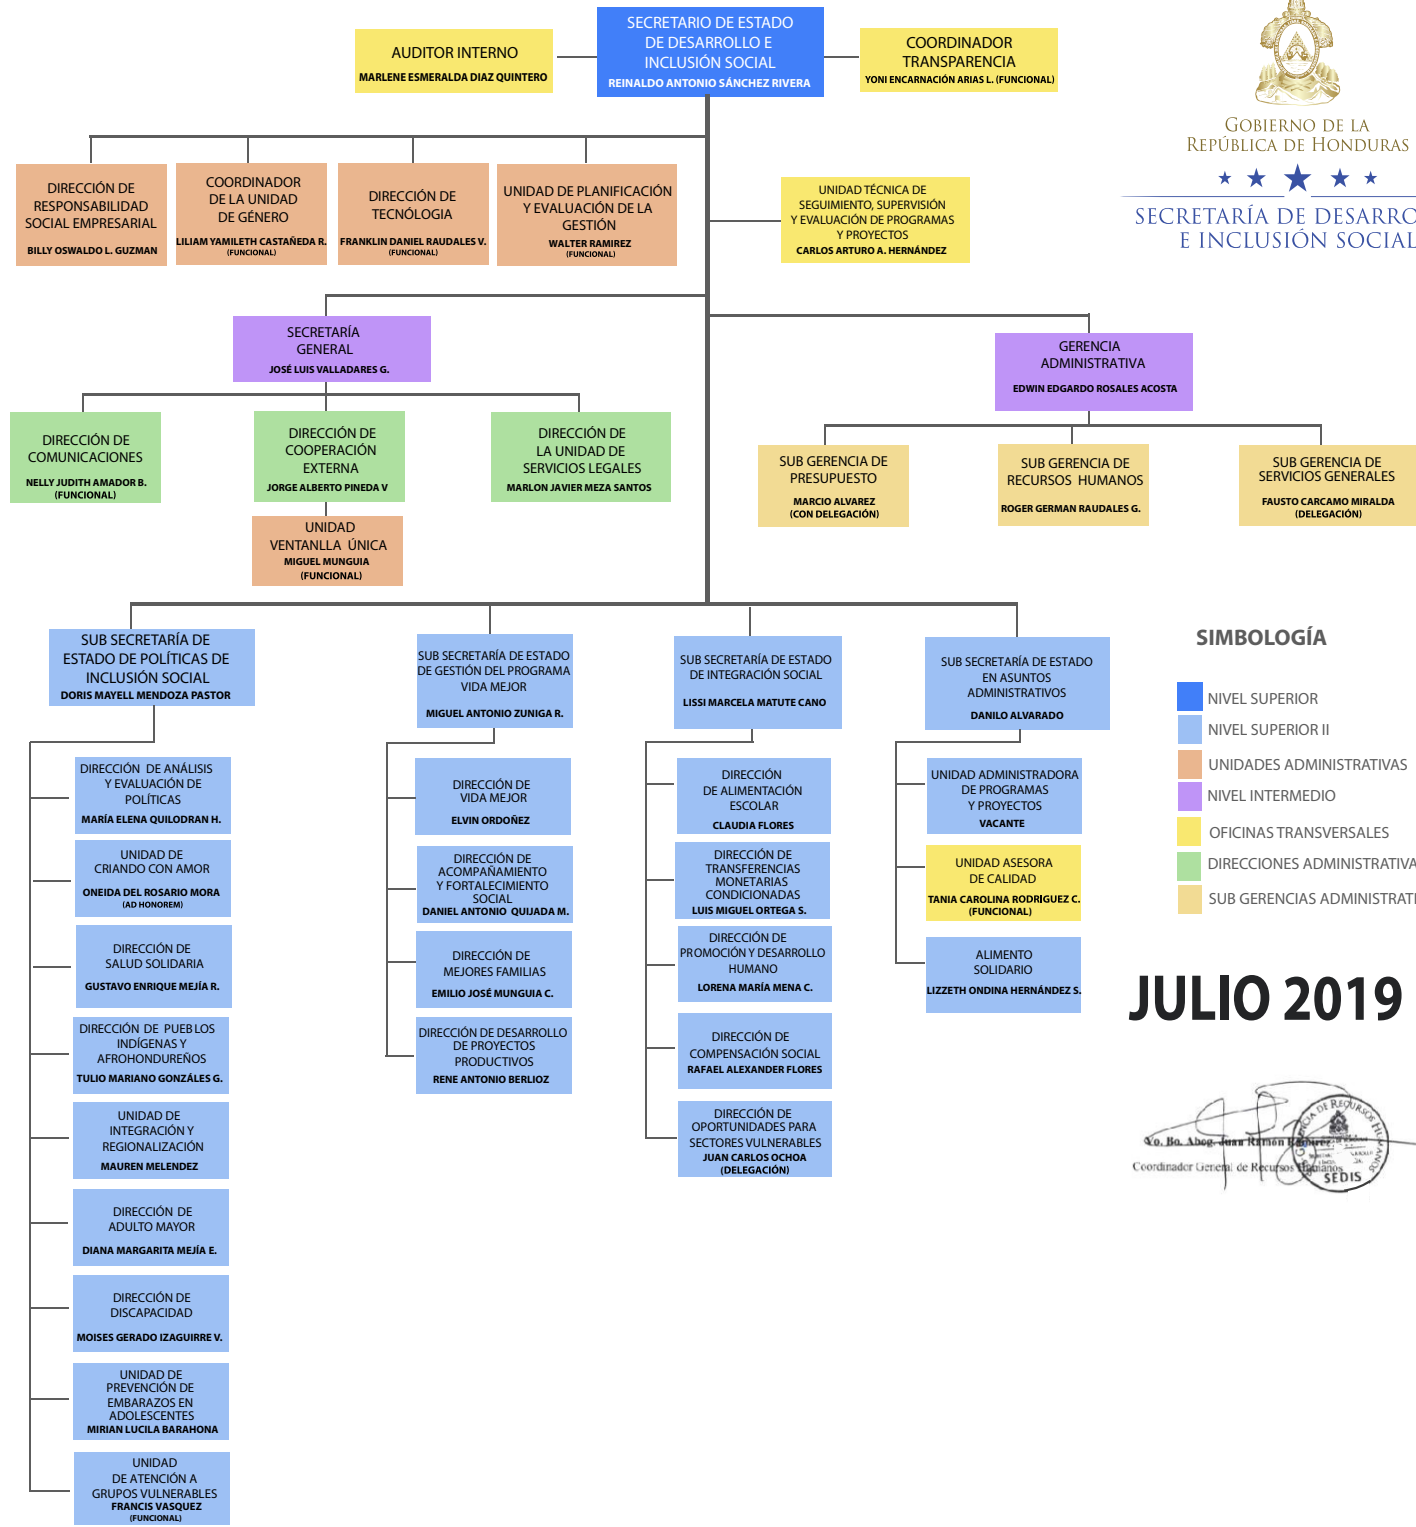 SECRETARIO DE ESTADO
DE DESARROLLO E
INCLUSIÓN SOCIAL
REINALDO ANTONIO SÁNCHEZ RIVERA
AUDITOR INTERNO
MARLENE ESMERALDA DIAZ QUINTERO
COORDINADOR
TRANSPARENCIA
YONI ENCARNACIÓN ARIAS L. (FUNCIONAL)
GOBIERNO DE LA
REPÚBLICA DE HONDURAS
SECRETARÍA DE DESARRO
E INCLUSIÓN SOCIAL
DIRECCIÓN DE
RESPONSABILIDAD
SOCIAL EMPRESARIAL
BILLY OSWALDO L. GUZMAN
COORDINADOR
DE LA UNIDAD
DE GÉNERO
LILIAM YAMILETH CASTAÑEDA R.
(FUNCIONAL)
DIRECCIÓN DE
TECNÓLOGIA
FRANKLIN DANIEL RAUDALES V.
(FUNCIONAL)
UNIDAD DE PLANIFICACIÓN
Y EVALUACIÓN DE LA
GESTIÓN
WALTER RAMIREZ
(FUNCIONAL)
UNIDAD TÉCNICA DE
SEGUIMIENTO, SUPERVISIÓN
Y EVALUACIÓN DE PROGRAMAS
Y PROYECTOS
CARLOS ARTURO A. HERNÁNDEZ
SECRETARÍA
GENERAL
JOSÉ LUIS VALLADARES G.
GERENCIA
ADMINISTRATIVA
EDWIN EDGARDO ROSALES ACOSTA
DIRECCIÓN DE
COMUNICACIONES
NELLY JUDITH AMADOR B.
(FUNCIONAL)
DIRECCIÓN DE
COOPERACIÓN
EXTERNA
JORGE ALBERTO PINEDA V
DIRECCIÓN DE
LA UNIDAD DE
SERVICIOS LEGALES
MARLON JAVIER MEZA SANTOS
UNIDAD
VENTANLLA ÚNICA
MIGUEL MUNGUIA
(FUNCIONAL)
SUB GERENCIA DE
PRESUPUESTO
MARCIO ALVAREZ
(CON DELEGACIÓN)
SUB GERENCIA DE
RECURSOS HUMANOS
ROGER GERMAN RAUDALES G.
SUB GERENCIA DE
SERVICIOS GENERALES
FAUSTO CARCAMO MIRALDA
(DELEGACIÓN)
SUB SECRETARÍA DE
ESTADO DE POLÍTICAS DE
INCLUSIÓN SOCIAL
DORIS MAYELL MENDOZA PASTOR
SUB SECRETARÍA DE ESTADO
DE GESTIÓN DEL PROGRAMA
VIDA MEJOR
MIGUEL ANTONIO ZUNIGA R.
SUB SECRETARÍA DE ESTADO
DE INTEGRACIÓN SOCIAL
LISSI MARCELA MATUTE CANO
SUB SECRETARÍA DE ESTADO
EN ASUNTOS
ADMINISTRATIVOS
DANILO ALVARADO
DIRECCIÓN DE ANÁLISIS
Y EVALUACIÓN DE
POLÍTICAS
MARÍA ELENA QUILODRAN H.
UNIDAD DE
CRIANDO CON AMOR
ONEIDA DEL ROSARIO MORA
(AD HONOREM)
DIRECCIÓN DE
SALUD SOLIDARIA
GUSTAVO ENRIQUE MEJÍA R.
DIRECCIÓN DE PUEBLOS
INDÍGENAS Y
AFROHONDUREÑOS
TULIO MARIANO GONZÁLES G.
UNIDAD DE
INTEGRACIÓN Y
REGIONALIZACIÓN
MAUREN MELENDEZ
DIRECCIÓN DE
ADULTO MAYOR
DIANA MARGARITA MEJÍA E.
DIRECCIÓN DE
DISCAPACIDAD
MOISES GERADO IZAGUIRRE V.
UNIDAD DE
PREVENCIÓN DE
EMBARAZOS EN
ADOLESCENTES
MIRIAN LUCILA BARAHONA
UNIDAD
DE ATENCIÓN A
GRUPOS VULNERABLES
FRANCIS VASQUEZ
(FUNCIONAL)
DIRECCIÓN DE
VIDA MEJOR
ELVIN ORDOÑEZ
DIRECCIÓN DE
ACOMPAÑAMIENTO
Y FORTALECIMIENTO
SOCIAL
DANIEL ANTONIO QUIJADA M.
DIRECCIÓN DE
MEJORES FAMILIAS
EMILIO JOSÉ MUNGUIA C.
DIRECCIÓN DE DESARROLLO
DE PROYECTOS
PRODUCTIVOS
RENE ANTONIO BERLIOZ
DIRECCIÓN
DE ALIMENTACIÓN
ESCOLAR
CLAUDIA FLORES
DIRECCIÓN DE
TRANSFERENCIAS
MONETARIAS
CONDICIONADAS
LUIS MIGUEL ORTEGA S.
DIRECCIÓN DE
PROMOCIÓN Y DESARROLLO
HUMANO
LORENA MARÍA MENA C.
DIRECCIÓN DE
COMPENSACIÓN SOCIAL
RAFAEL ALEXANDER FLORES
DIRECCIÓN DE
OPORTUNIDADES PARA
SECTORES VULNERABLES
JUAN CARLOS OCHOA
(DELEGACIÓN)
UNIDAD ADMINISTRADORA
DE PROGRAMAS
Y PROYECTOS
VACANTE
UNIDAD ASESORA
DE CALIDAD
TANIA CAROLINA RODRIGUEZ C.
(FUNCIONAL)
ALIMENTO
SOLIDARIO
LIZZETH ONDINA HERNÁNDEZ S.
SIMBOLOGÍA
NIVEL SUPERIOR
NIVEL SUPERIOR II
UNIDADES ADMINISTRATIVAS
NIVEL INTERMEDIO
OFICINAS TRANSVERSALES
DIRECCIONES ADMINISTRATIVA
SUB GERENCIAS ADMINISTRATI
JULIO 2019
Vo. Bo. Abog. Juan Ramón
Coordinador General de Recursos Humanos
SEDIS